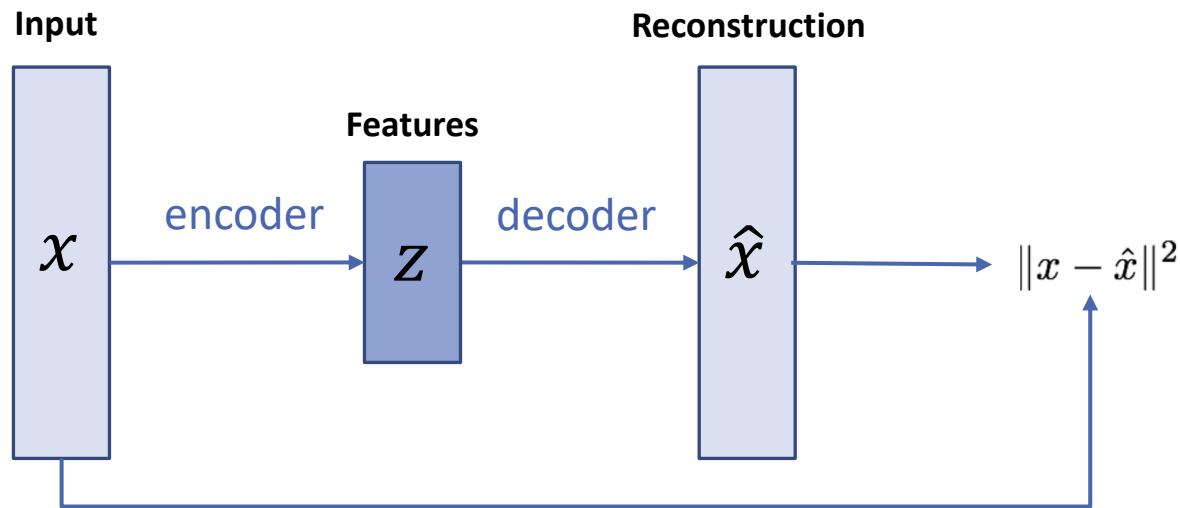 Input
Reconstruction
Features
encoder
decoder
x
z
x̂
‖x − x̂‖²